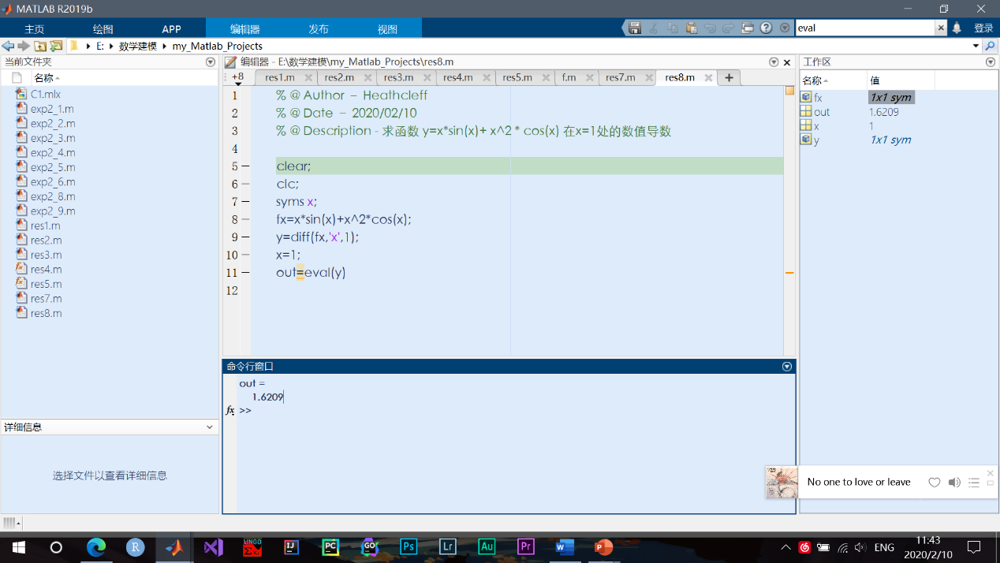 MATLAB R2019b
主页 绘图 APP 编辑器 发布 视图 eval 登录
E: 数学建模 my_Matlab_Projects
当前文件夹
名称
C1.mlx
exp2_1.m
exp2_2.m
exp2_3.m
exp2_4.m
exp2_5.m
exp2_6.m
exp2_8.m
exp2_9.m
res1.m
res2.m
res3.m
res4.m
res5.m
res7.m
res8.m
详细信息
选择文件以查看详细信息
编辑器 - E:\数学建模\my_Matlab_Projects\res8.m
+8 res1.m res2.m res3.m res4.m res5.m f.m res7.m res8.m
1 % @ Author - Heathcleff
2 % @ Date - 2020/02/10
3 % @ Description - 求函数 y=x*sin(x)+ x^2 * cos(x) 在x=1处的数值导数
4
5 clear;
6 clc;
7 syms x;
8 fx=x*sin(x)+x^2*cos(x);
9 y=diff(fx,'x',1);
10 x=1;
11 out=eval(y)
12
命令行窗口
out =
1.6209
fx >>
工作区
名称 值
fx 1x1 sym
out 1.6209
x 1
y 1x1 sym
No one to love or leave
R LINGO IJ PC GO Ps Lr Au Pr W P
ENG
11:43
2020/2/10